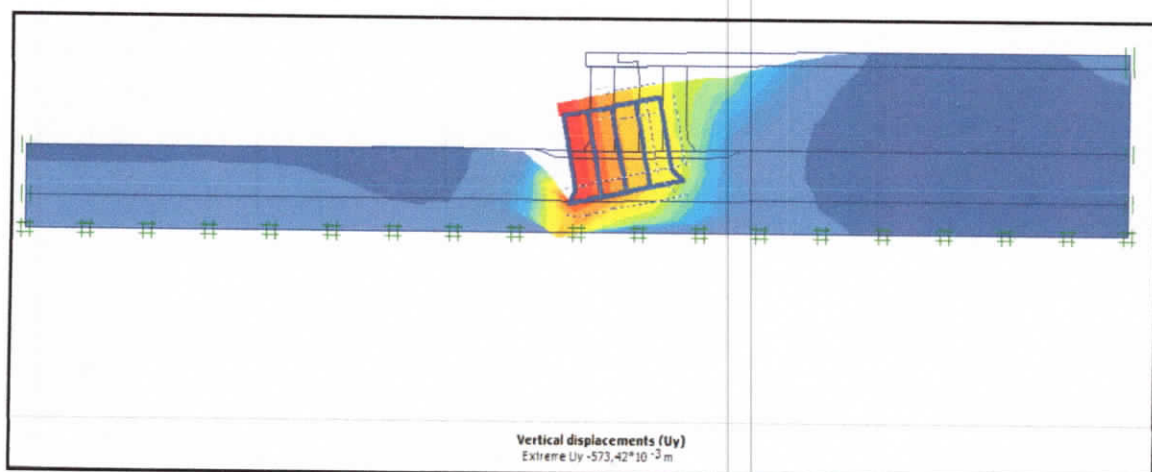 Vertical displacements (Uy)
Extreme Uy -573,42*10 -3 m